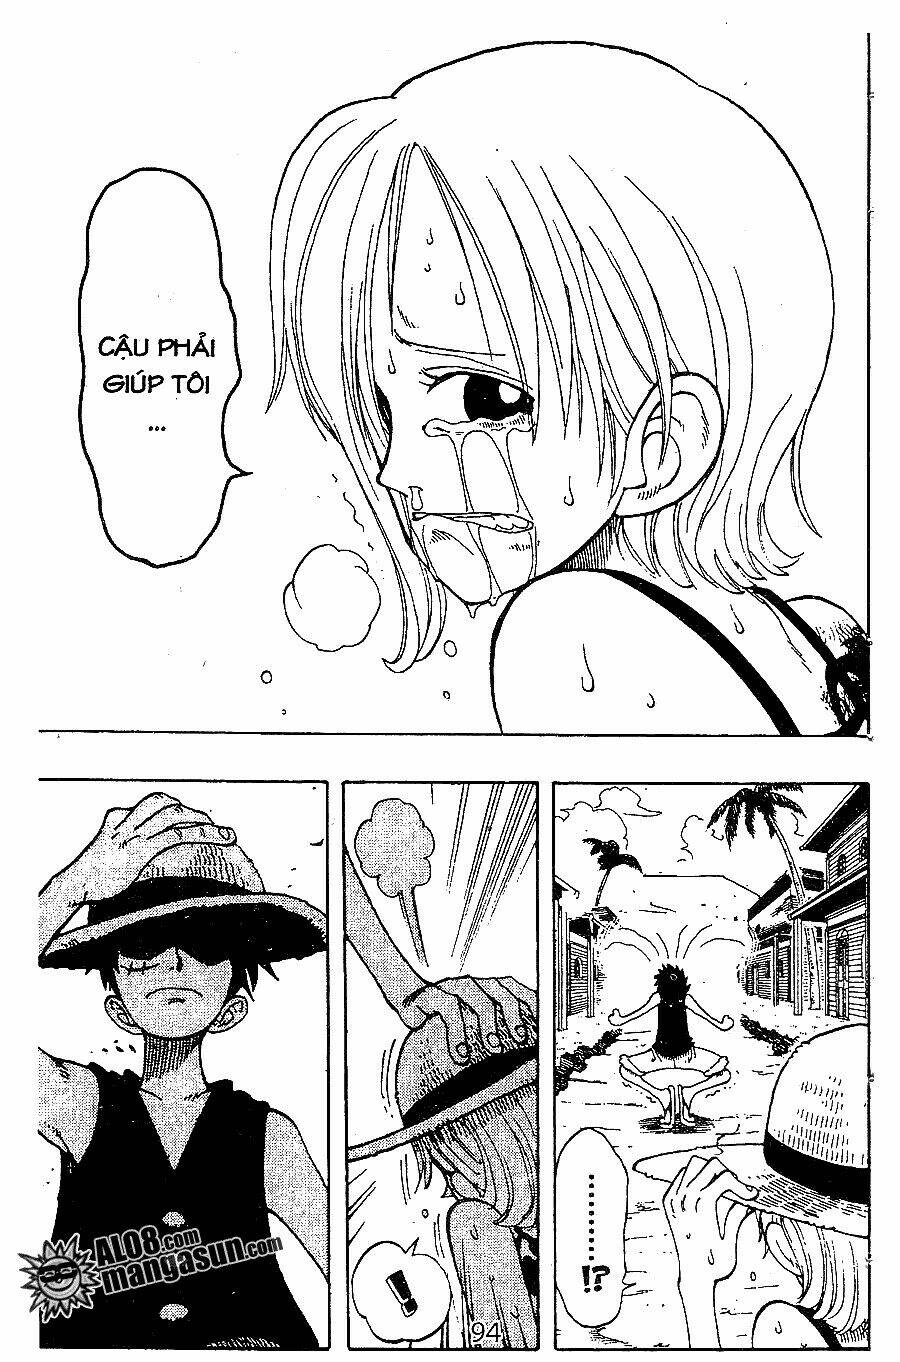 CẬU PHẢI
GIÚP TÔI
...
!
.........!?
ALO8.com
mangasun.com
94